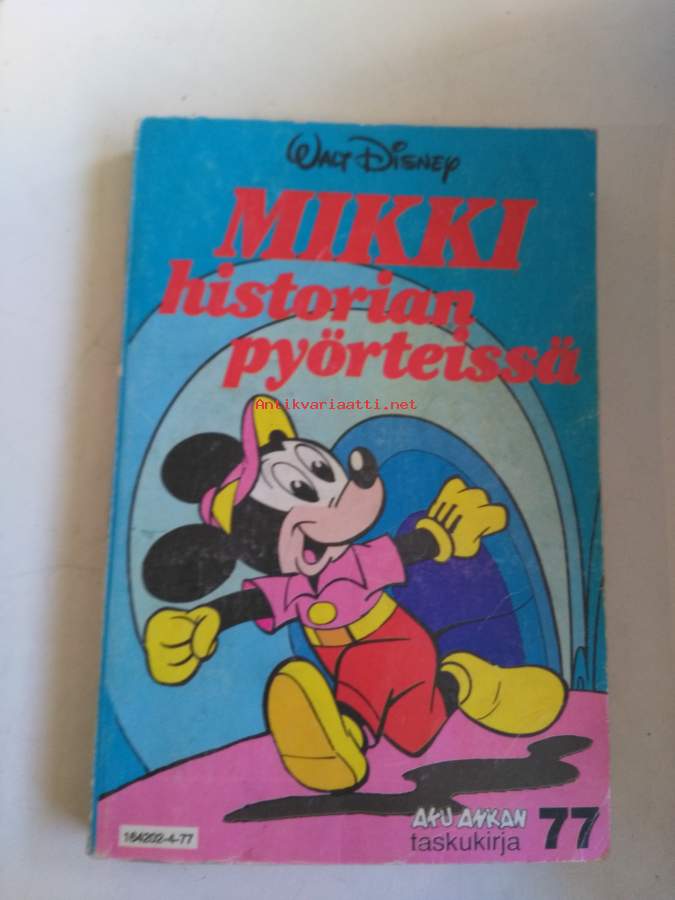 WALT DISNEY
MIKKI
historian
pyörteissä
Antikvariaatti.net
AKU ANKAN
taskukirja 77
164202-4-77